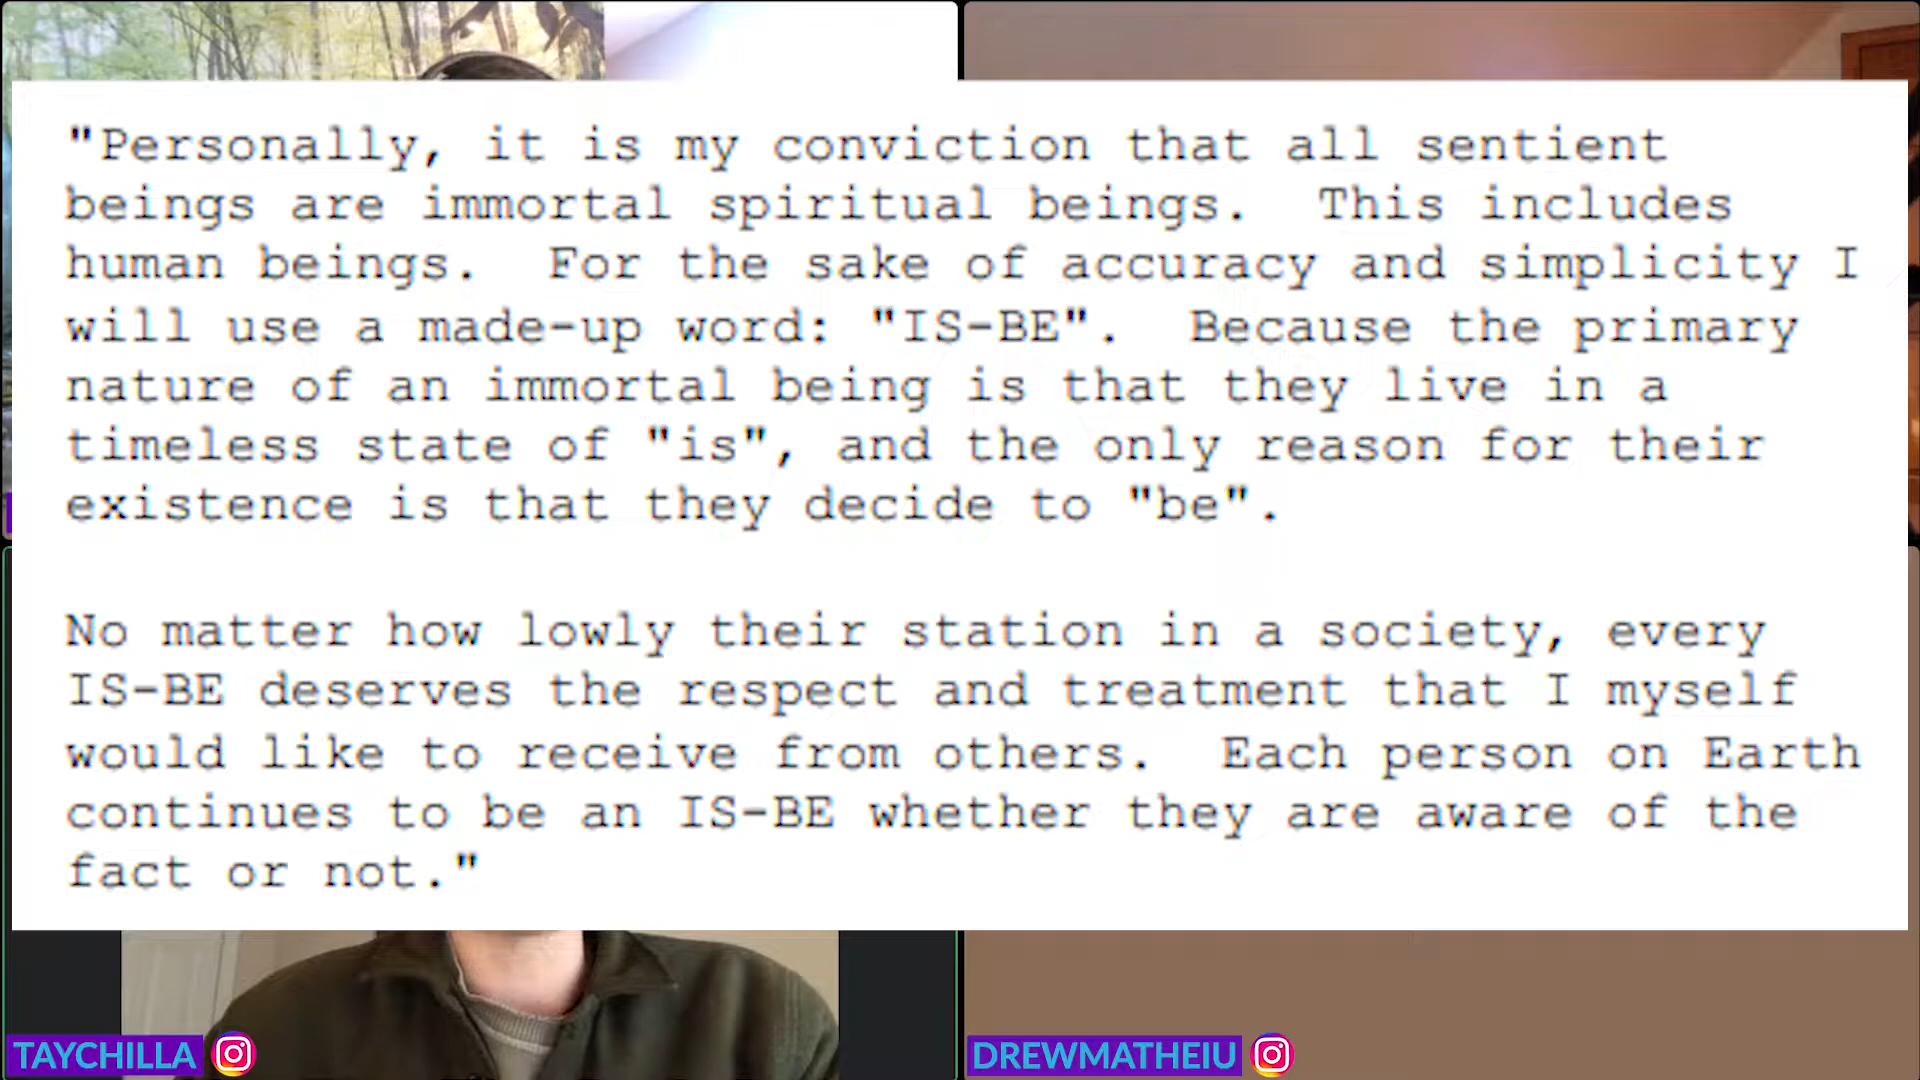 "Personally, it is my conviction that all sentient
beings are immortal spiritual beings.  This includes
human beings.  For the sake of accuracy and simplicity I
will use a made-up word: "IS-BE".  Because the primary
nature of an immortal being is that they live in a
timeless state of "is", and the only reason for their
existence is that they decide to "be".
No matter how lowly their station in a society, every
IS-BE deserves the respect and treatment that I myself
would like to receive from others.  Each person on Earth
continues to be an IS-BE whether they are aware of the
fact or not."
TAYCHILLA
DREWMATHEIU